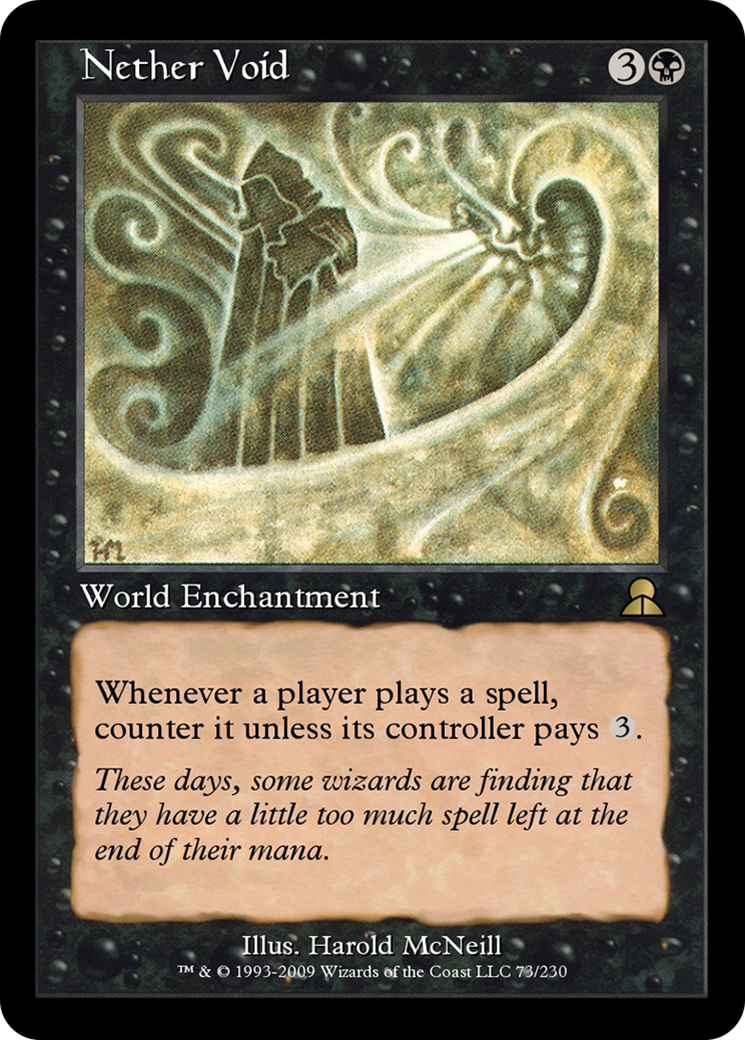 Nether Void 3
HM
World Enchantment
Whenever a player plays a spell,
counter it unless its controller pays 3.
These days, some wizards are finding that
they have a little too much spell left at the
end of their mana.
Illus. Harold McNeill
™ & © 1993-2009 Wizards of the Coast LLC 73/230